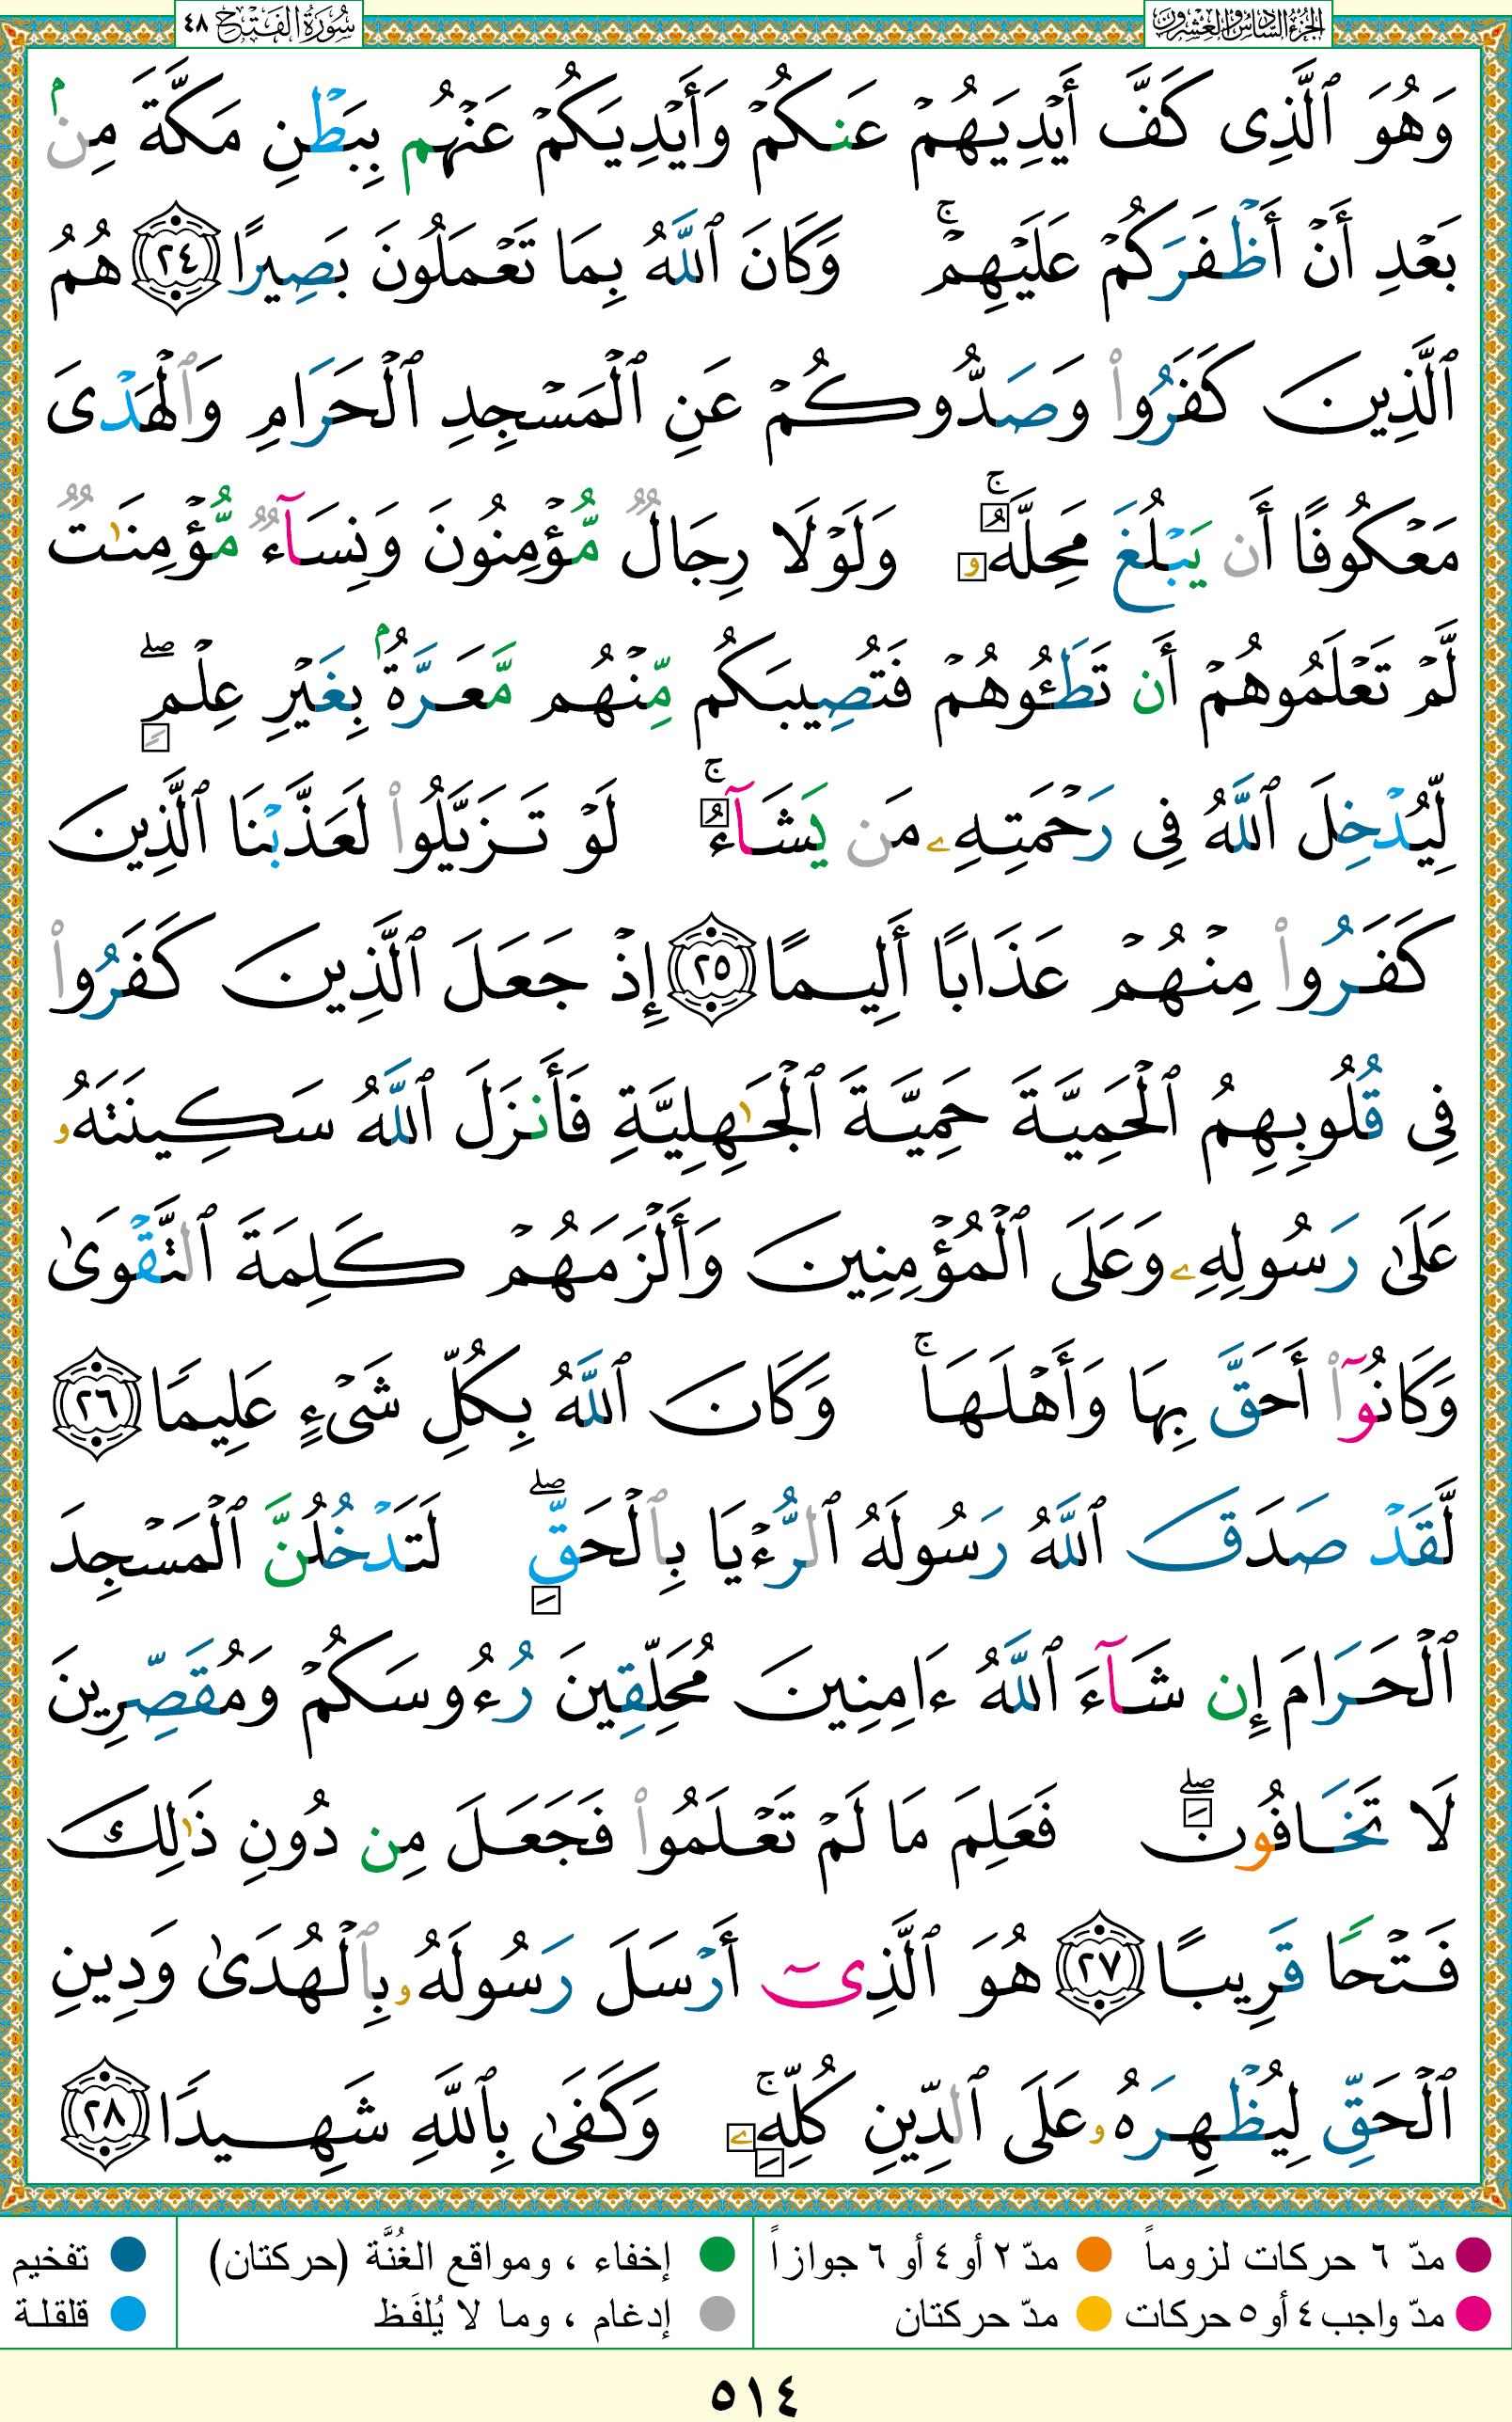 الجزء السادس والعشرون
سورة الفتح ٤٨
وَهُوَ ٱلَّذِى كَفَّ أَيْدِيَهُمْ عَنكُمْ وَأَيْدِيَكُمْ عَنْهُم بِبَطْنِ مَكَّةَ مِنۢ
بَعْدِ أَنْ أَظْفَرَكُمْ عَلَيْهِمْ ۚ وَكَانَ ٱللَّهُ بِمَا تَعْمَلُونَ بَصِيرًا ٢٤ هُمُ
ٱلَّذِينَ كَفَرُوا۟ وَصَدُّوكُمْ عَنِ ٱلْمَسْجِدِ ٱلْحَرَامِ وَٱلْهَدْىَ
مَعْكُوفًا أَن يَبْلُغَ مَحِلَّهُۥ ۚ وَلَوْلَا رِجَالٌ مُّؤْمِنُونَ وَنِسَآءٌ مُّؤْمِنَـٰتٌ
لَّمْ تَعْلَمُوهُمْ أَن تَطَـُٔوهُمْ فَتُصِيبَكُم مِّنْهُم مَّعَرَّةٌۢ بِغَيْرِ عِلْمٍ ۖ
لِّيُدْخِلَ ٱللَّهُ فِى رَحْمَتِهِۦ مَن يَشَآءُ ۚ لَوْ تَزَيَّلُوا۟ لَعَذَّبْنَا ٱلَّذِينَ
كَفَرُوا۟ مِنْهُمْ عَذَابًا أَلِيمًا ٢٥ إِذْ جَعَلَ ٱلَّذِينَ كَفَرُوا۟
فِى قُلُوبِهِمُ ٱلْحَمِيَّةَ حَمِيَّةَ ٱلْجَـٰهِلِيَّةِ فَأَنزَلَ ٱللَّهُ سَكِينَتَهُۥ
عَلَىٰ رَسُولِهِۦ وَعَلَى ٱلْمُؤْمِنِينَ وَأَلْزَمَهُمْ كَلِمَةَ ٱلتَّقْوَىٰ
وَكَانُوٓا۟ أَحَقَّ بِهَا وَأَهْلَهَا ۚ وَكَانَ ٱللَّهُ بِكُلِّ شَىْءٍ عَلِيمًا ٢٦
لَّقَدْ صَدَقَ ٱللَّهُ رَسُولَهُ ٱلرُّءْيَا بِٱلْحَقِّ ۖ لَتَدْخُلُنَّ ٱلْمَسْجِدَ
ٱلْحَرَامَ إِن شَآءَ ٱللَّهُ ءَامِنِينَ مُحَلِّقِينَ رُءُوسَكُمْ وَمُقَصِّرِينَ
لَا تَخَافُونَ ۖ فَعَلِمَ مَا لَمْ تَعْلَمُوا۟ فَجَعَلَ مِن دُونِ ذَٰلِكَ
فَتْحًا قَرِيبًا ٢٧ هُوَ ٱلَّذِىٓ أَرْسَلَ رَسُولَهُۥ بِٱلْهُدَىٰ وَدِينِ
ٱلْحَقِّ لِيُظْهِرَهُۥ عَلَى ٱلدِّينِ كُلِّهِۦ ۚ وَكَفَىٰ بِٱللَّهِ شَهِيدًا ٢٨
مدّ ٦ حركات لزوماً مدّ ٢ أو ٤ أو ٦ جوازاً إخفاء ، ومواقع الغُنَّة (حركتان) تفخيم
مدّ واجب ٤ أو ٥ حركات مدّ حركتان إدغام ، وما لا يُلفَظ قلقلة
٥١٤